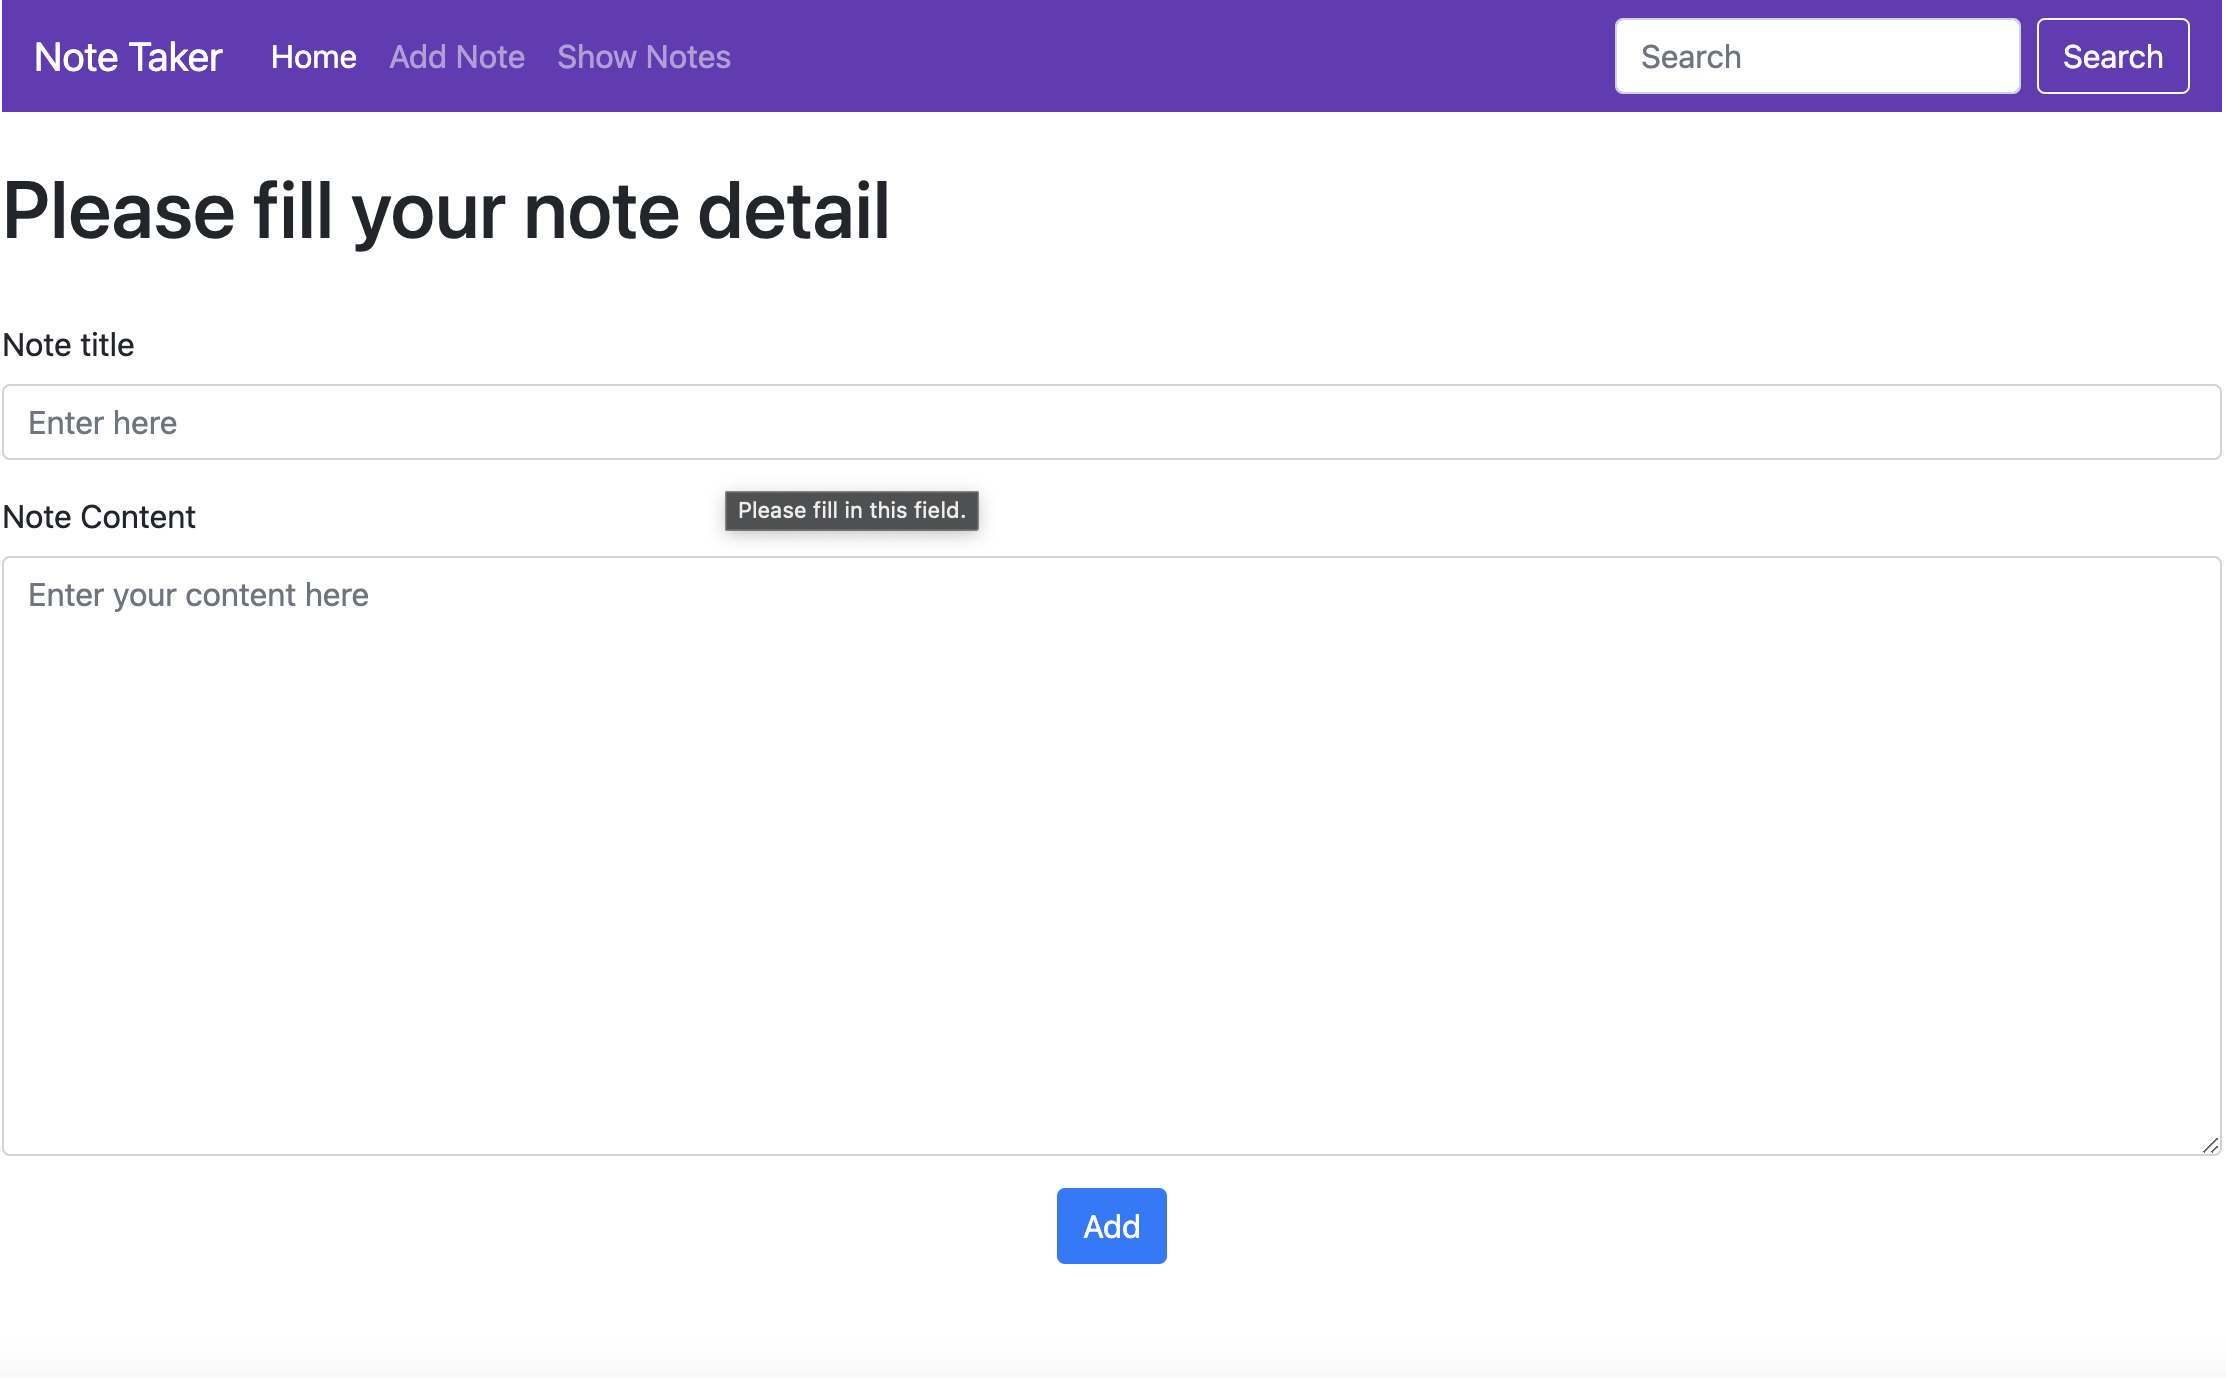 Note Taker Home Add Note Show Notes Search Search
Please fill your note detail
Note title
Enter here
Note Content
Please fill in this field.
Enter your content here
Add